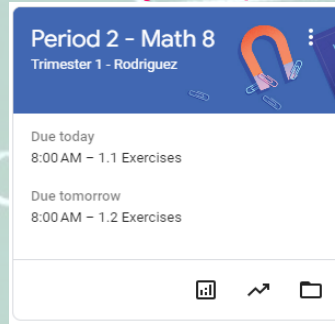 Period 2 - Math 8
Trimester 1 - Rodriguez
Due today
8:00 AM – 1.1 Exercises
Due tomorrow
8:00 AM – 1.2 Exercises